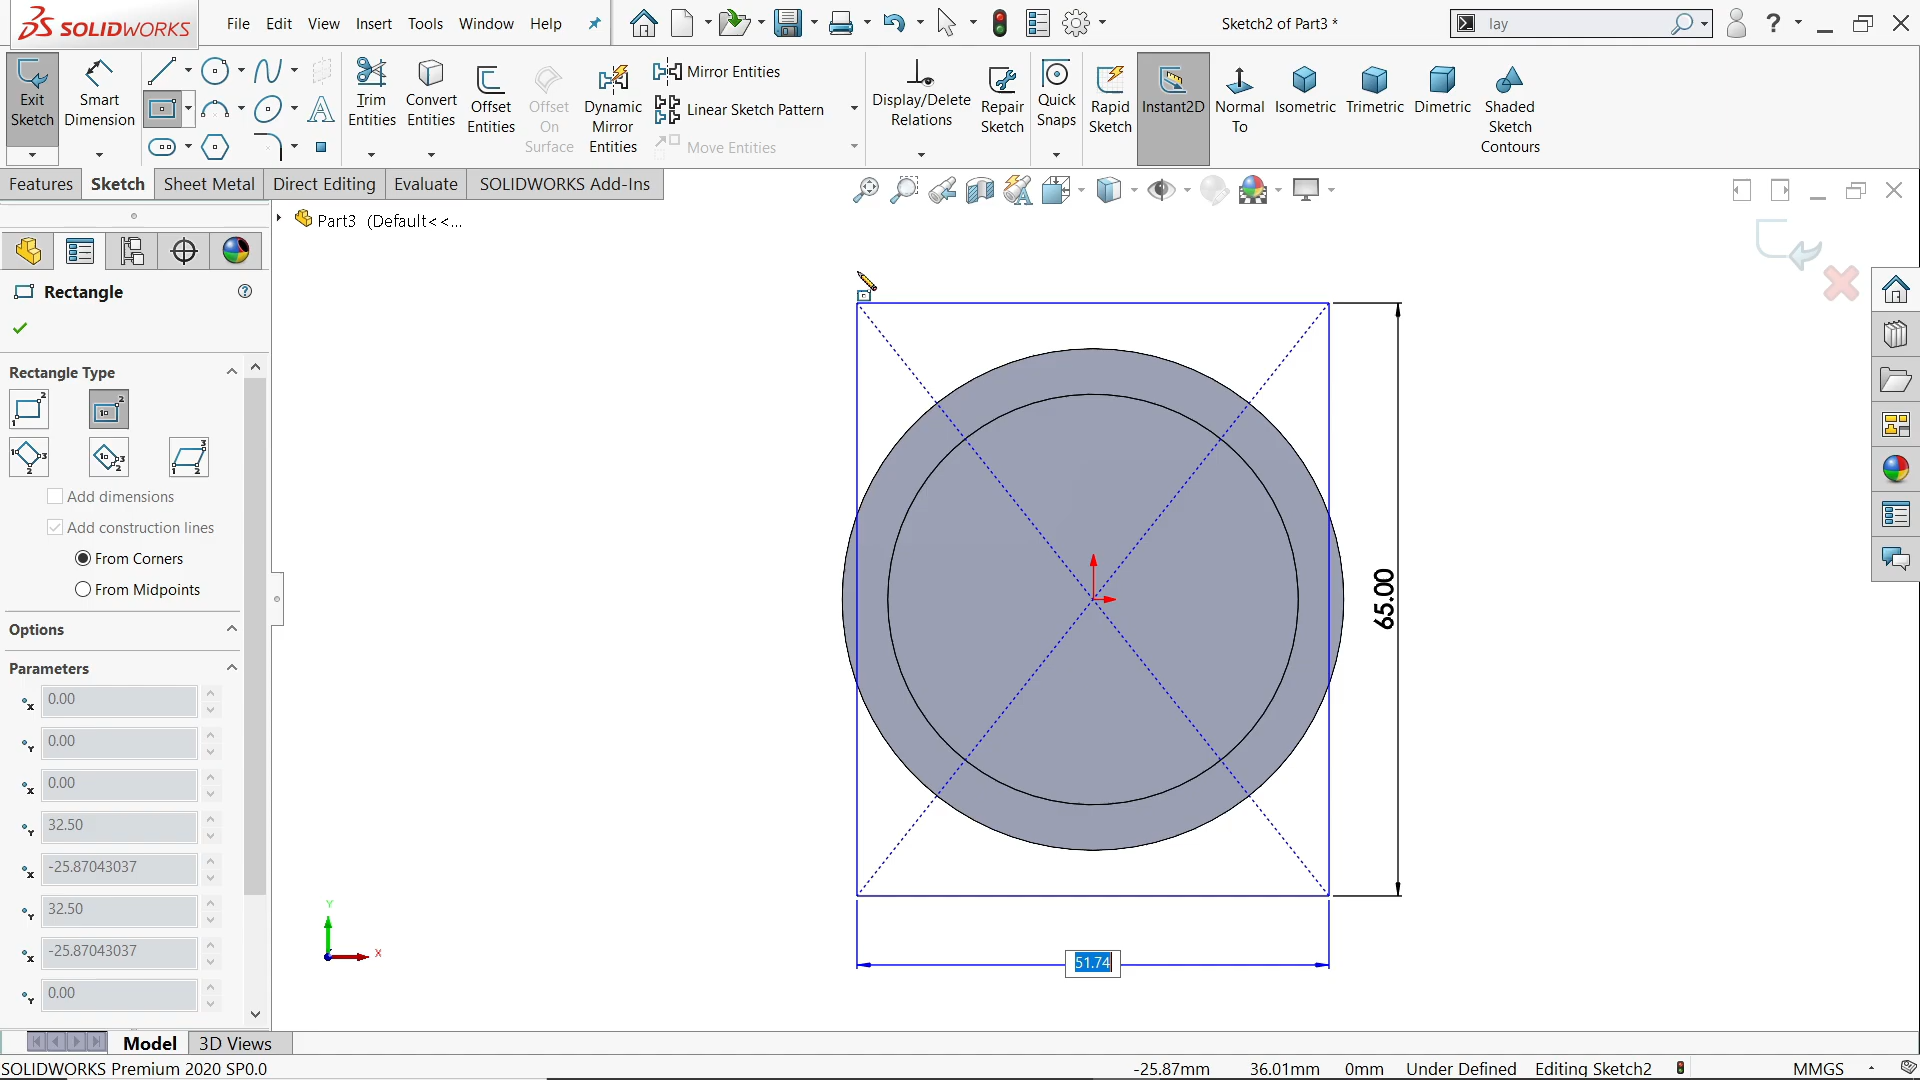 SOLIDWORKS File Edit View Insert Tools Window Help Sketch2 of Part3 * lay ?
Exit Sketch
Smart Dimension
Trim Entities
Convert Entities
Offset Entities
Offset On Surface
Dynamic Mirror Entities
Mirror Entities
Linear Sketch Pattern
Move Entities
Display/Delete Relations
Repair Sketch
Quick Snaps
Rapid Sketch
Instant2D
Normal To
Isometric
Trimetric
Dimetric
Shaded Sketch Contours
Features Sketch Sheet Metal Direct Editing Evaluate SOLIDWORKS Add-Ins
Part3 (Default<<...
Rectangle
Rectangle Type
Add dimensions
Add construction lines
From Corners
From Midpoints
Options
Parameters
0.00
0.00
0.00
32.50
-25.87043037
32.50
-25.87043037
0.00
65.00
51.74
Y
X
Model 3D Views
SOLIDWORKS Premium 2020 SP0.0 -25.87mm 36.01mm 0mm Under Defined Editing Sketch2 MMGS